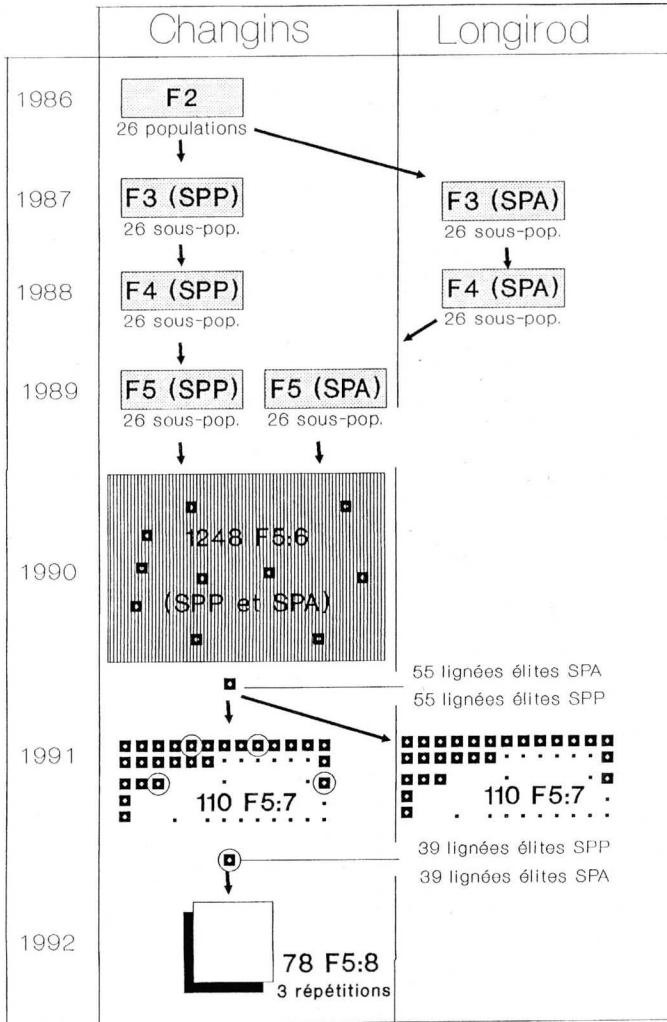 Changins Longirod
1986
F2
26 populations
1987
F3 (SPP)
F3 (SPA)
26 sous-pop.
26 sous-pop.
1988
F4 (SPP)
F4 (SPA)
26 sous-pop.
26 sous-pop.
1989
F5 (SPP)
F5 (SPA)
26 sous-pop.
26 sous-pop.
1990
1248 F5:6
(SPP et SPA)
55 lignées élites SPA
55 lignées élites SPP
1991
110 F5:7
110 F5:7
39 lignées élites SPP
39 lignées élites SPA
1992
78 F5:8
3 répétitions